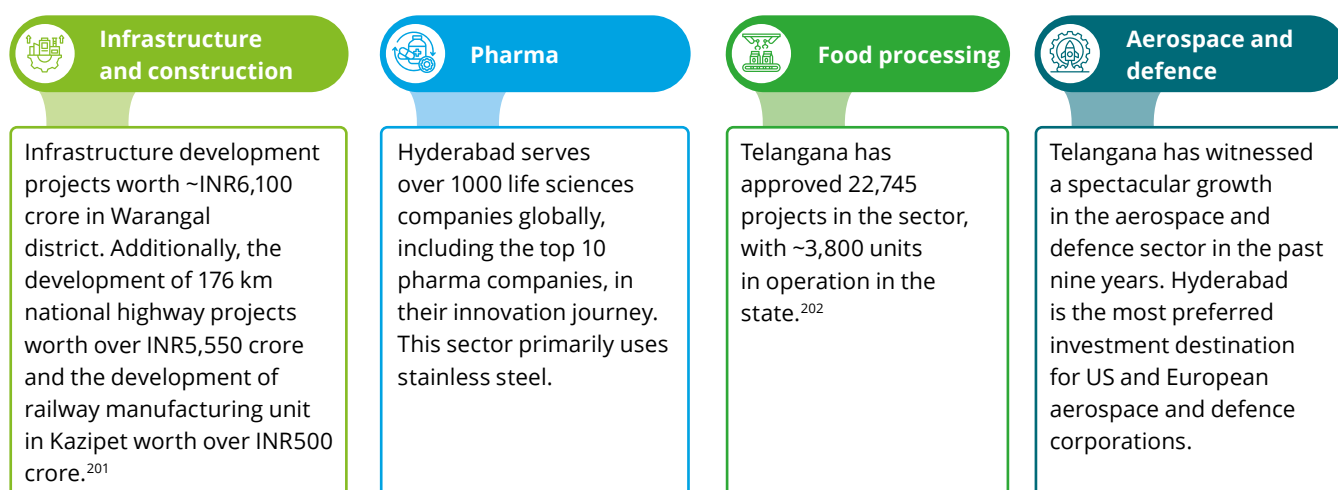 Infrastructure
and construction
Infrastructure development
projects worth ~INR6,100
crore in Warangal
district. Additionally, the
development of 176 km
national highway projects
worth over INR5,550 crore
and the development of
railway manufacturing unit
in Kazipet worth over INR500
crore.201
Pharma
Hyderabad serves
over 1000 life sciences
companies globally,
including the top 10
pharma companies, in
their innovation journey.
This sector primarily uses
stainless steel.
Food processing
Telangana has
approved 22,745
projects in the sector,
with ~3,800 units
in operation in the
state.202
Aerospace and
defence
Telangana has witnessed
a spectacular growth
in the aerospace and
defence sector in the past
nine years. Hyderabad
is the most preferred
investment destination
for US and European
aerospace and defence
corporations.